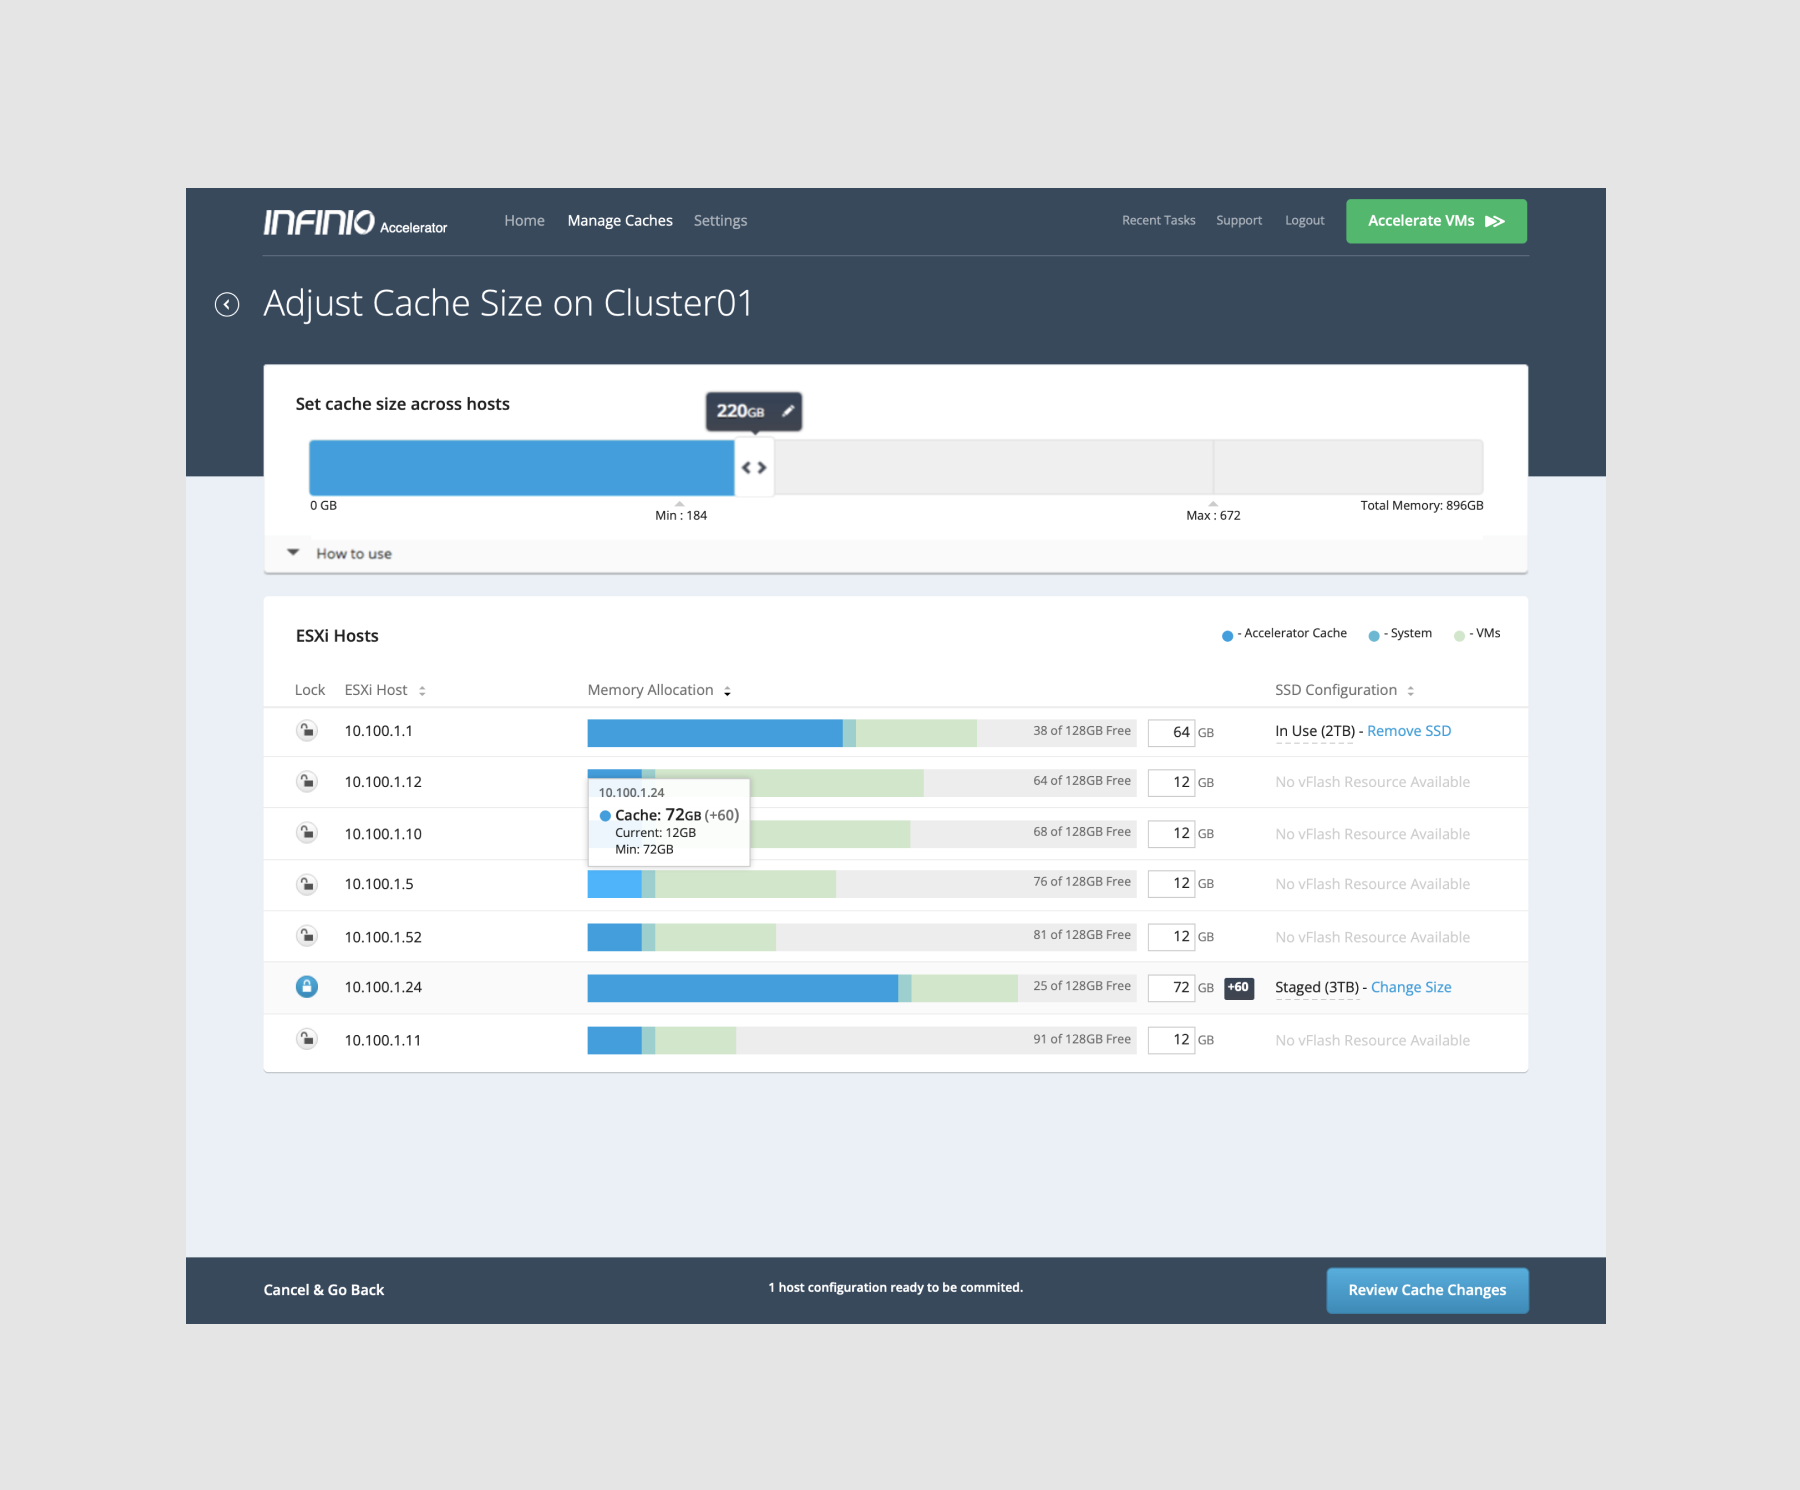 INFINIO Accelerator
Home Manage Caches Settings
Recent Tasks Support Logout Accelerate VMs
Adjust Cache Size on Cluster01
Set cache size across hosts
220GB
0 GB
Min : 184
Max : 672
Total Memory: 896GB
How to use
ESXi Hosts
- Accelerator Cache - System - VMs
Lock ESXi Host Memory Allocation SSD Configuration
10.100.1.1 38 of 128GB Free 64 GB In Use (2TB) - Remove SSD
10.100.1.12 64 of 128GB Free 12 GB No vFlash Resource Available
10.100.1.24
Cache: 72GB (+60)
Current: 12GB
Min: 72GB
10.100.1.10 68 of 128GB Free 12 GB No vFlash Resource Available
10.100.1.5 76 of 128GB Free 12 GB No vFlash Resource Available
10.100.1.52 81 of 128GB Free 12 GB No vFlash Resource Available
10.100.1.24 25 of 128GB Free 72 GB +60 Staged (3TB) - Change Size
10.100.1.11 91 of 128GB Free 12 GB No vFlash Resource Available
Cancel & Go Back
1 host configuration ready to be commited.
Review Cache Changes